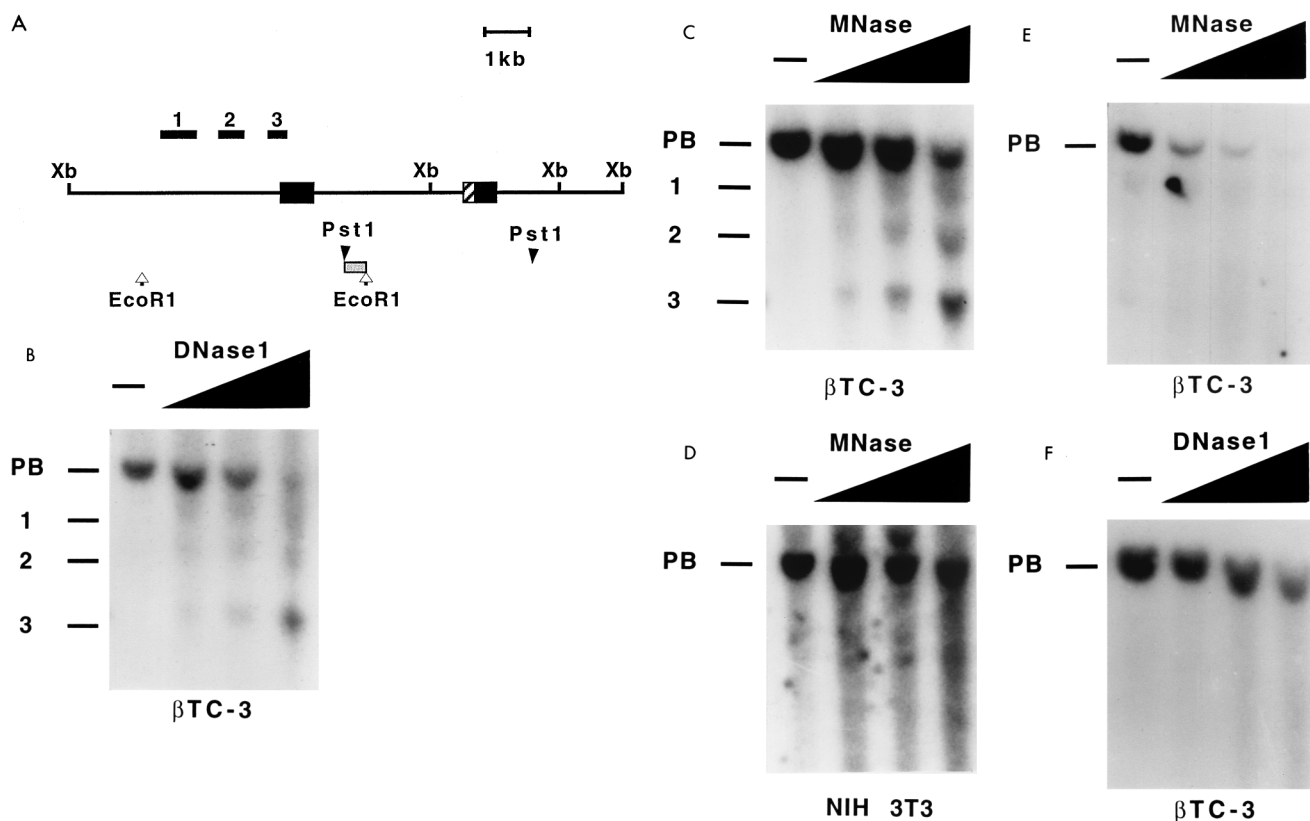 A
1kb
1 2 3
Xb Xb Xb Xb
Pst1 Pst1
EcoR1 EcoR1
B
DNase1
PB
1
2
3
βTC-3
C
MNase
PB
1
2
3
βTC-3
D
MNase
PB
NIH 3T3
E
MNase
PB
βTC-3
F
DNase1
PB
βTC-3